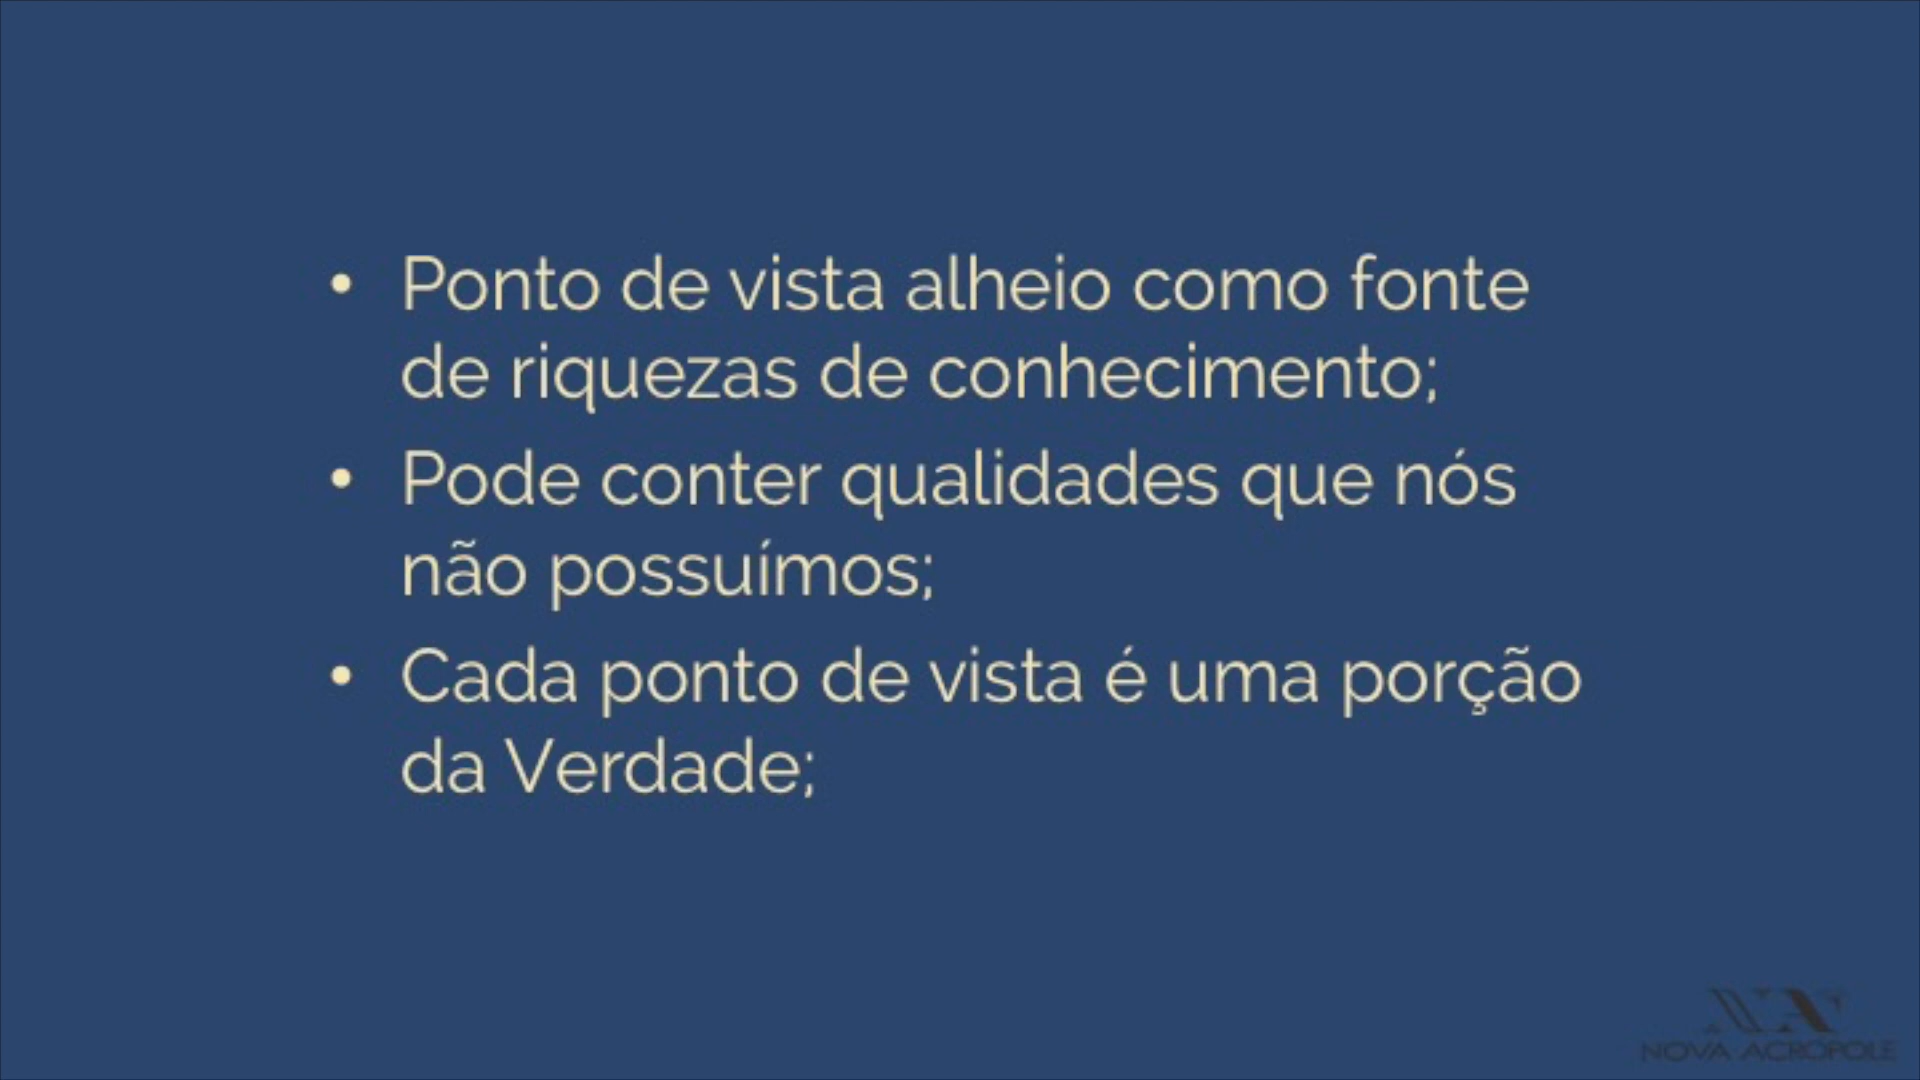 • Ponto de vista alheio como fonte
de riquezas de conhecimento;
• Pode conter qualidades que nós
não possuímos;
• Cada ponto de vista é uma porção
da Verdade;
NA
NOVA ACRÓPOLE